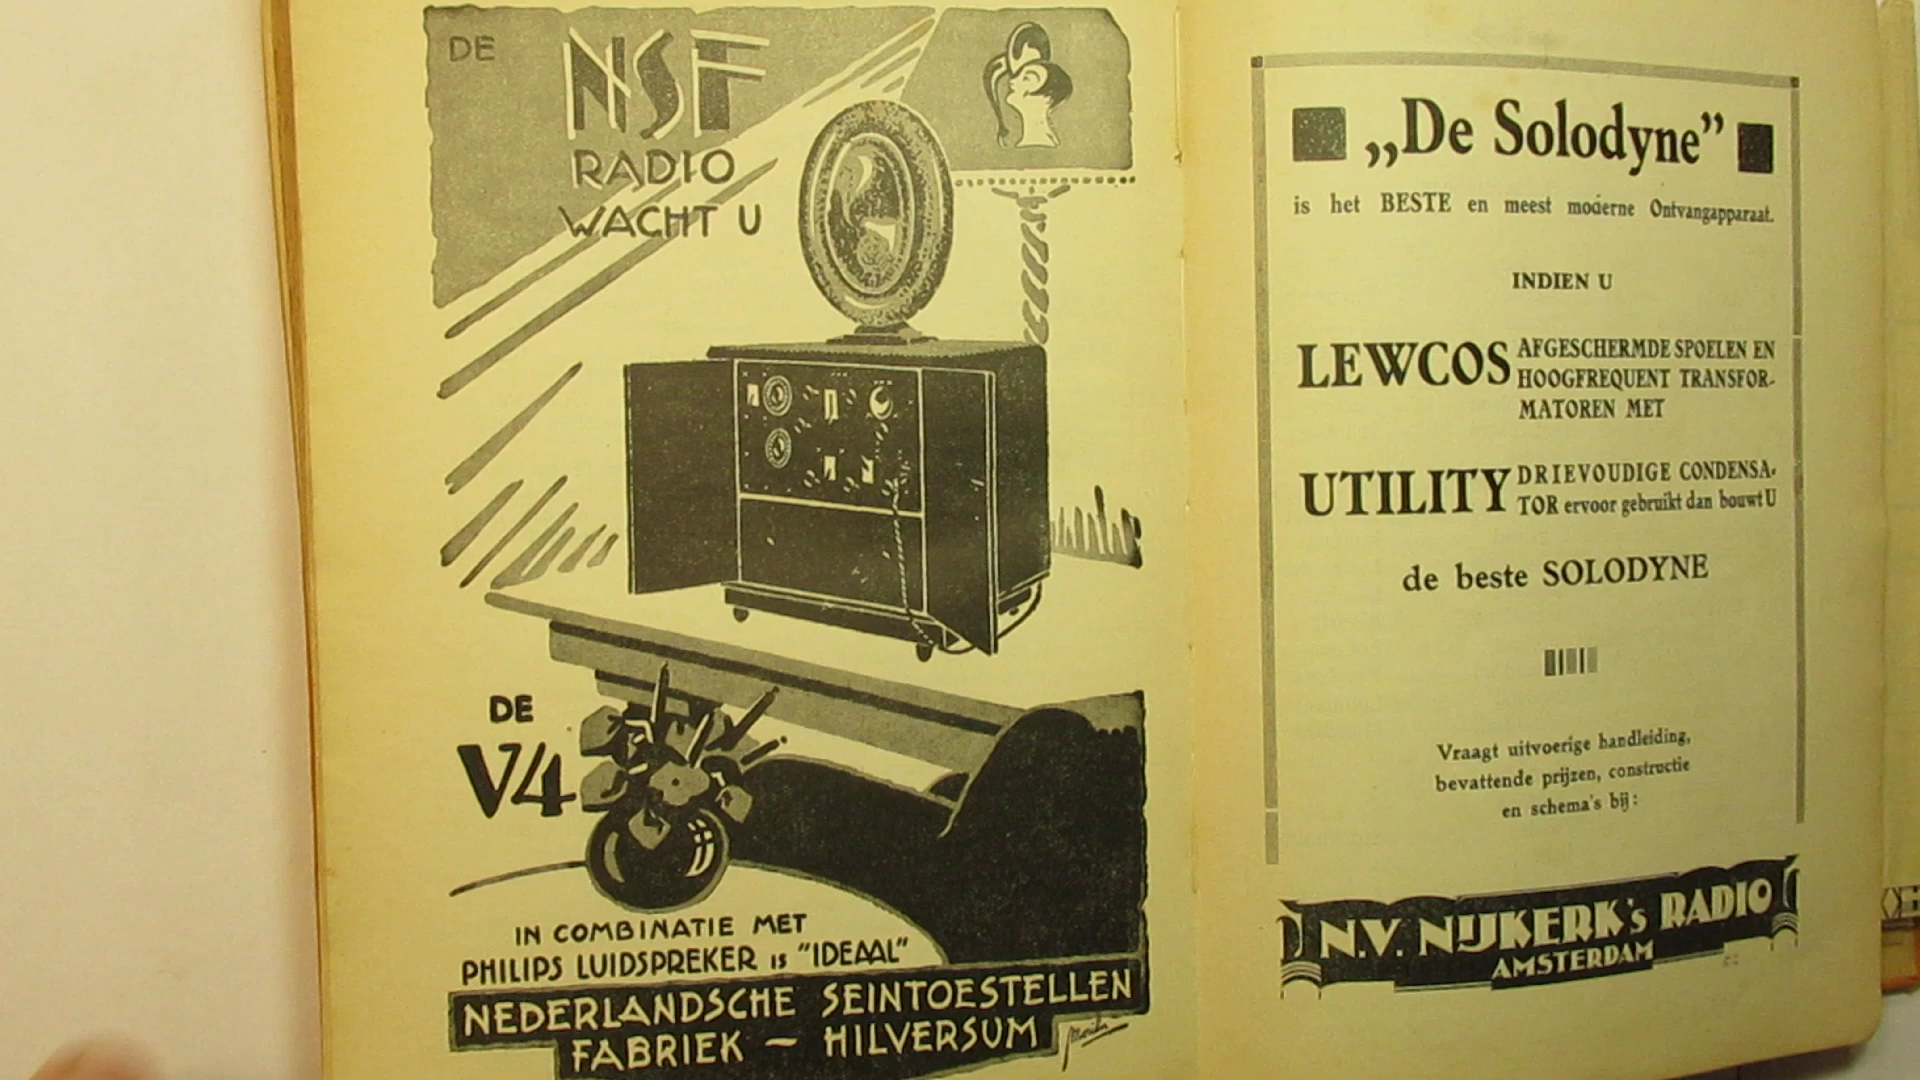 DE NSF
RADIO
WACHT U
DE
V4
IN COMBINATIE MET
PHILIPS LUIDSPREKER IS "IDEAAL"
NEDERLANDSCHE SEINTOESTELLEN
FABRIEK — HILVERSUM
„De Solodyne”
is het BESTE en meest moderne Ontvangapparaat.
INDIEN U
LEWCOS AFGESCHERMDE SPOELEN EN
HOOGFREQUENT TRANSFOR-
MATOREN MET
UTILITY DRIEVOUDIGE CONDENSA-
TOR ervoor gebruikt dan bouwt U
de beste SOLODYNE
Vraagt uitvoerige handleiding,
bevattende prijzen, constructie
en schema's bij:
N.V. NIJKERK's RADIO
AMSTERDAM